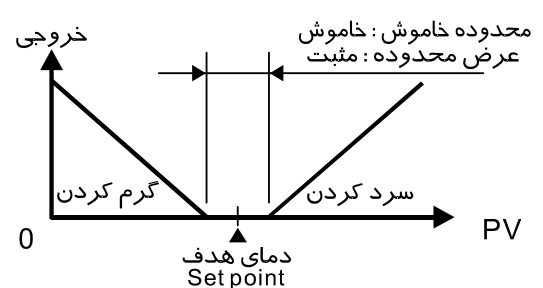 خروجی
محدوده خاموش : خاموش
عرض محدوده : مثبت
گرم کردن
سرد کردن
0
PV
دمای هدف
Set point